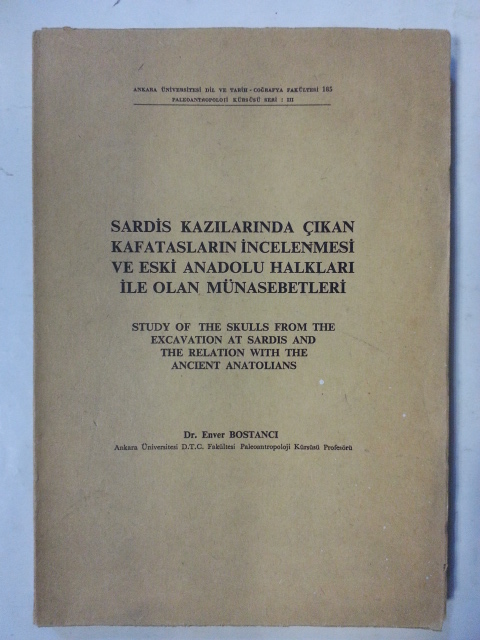 ANKARA ÜNİVERSİTESİ DİL VE TARİH - COĞRAFYA FAKÜLTESİ 185
PALEOANTROPOLOJİ KÜRSÜSÜ SERİ : III
SARDİS KAZILARINDA ÇIKAN
KAFATASLARIN İNCELENMESİ
VE ESKİ ANADOLU HALKLARI
İLE OLAN MÜNASEBETLERİ
STUDY OF THE SKULLS FROM THE
EXCAVATION AT SARDIS AND
THE RELATION WITH THE
ANCIENT ANATOLIANS
Dr. Enver BOSTANCI
Ankara Üniversitesi D.T.C. Fakültesi Paleoantropoloji Kürsüsü Profesörü